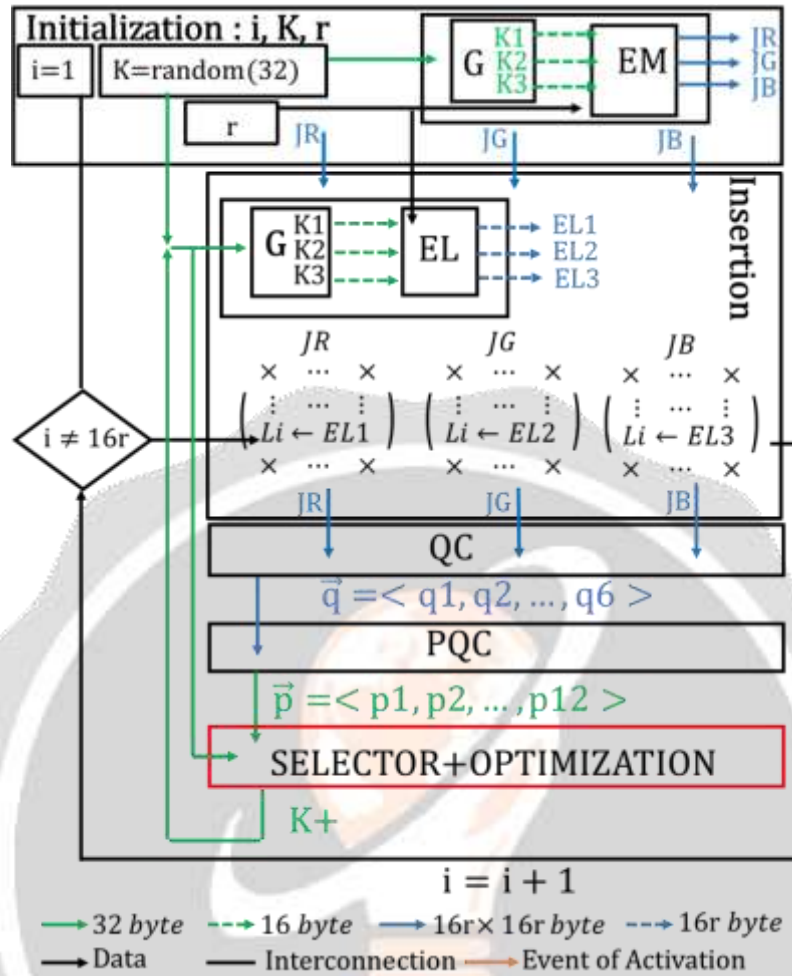 Initialization : i, K, r
i=1
K=random(32)
r
G
K1
K2
K3
EM
JR
JG
JB
JR
JG
JB
Insertion
G
K1
K2
K3
EL
EL1
EL2
EL3
JR
JG
JB
× ⋯ ×
× ⋯ ×
× ⋯ ×
⋮ ⋯ ⋮
⋮ ⋯ ⋮
⋮ ⋯ ⋮
i ≠ 16r
( Li ← EL1 )
( Li ← EL2 )
( Li ← EL3 )
× ⋯ ×
× ⋯ ×
× ⋯ ×
JR
JG
JB
QC
q⃗ =< q1, q2, …, q6 >
PQC
p⃗ =< p1, p2, …, p12 >
SELECTOR+OPTIMIZATION
K+
i = i + 1
32 byte
16 byte
16r× 16r byte
16r byte
Data
Interconnection
Event of Activation